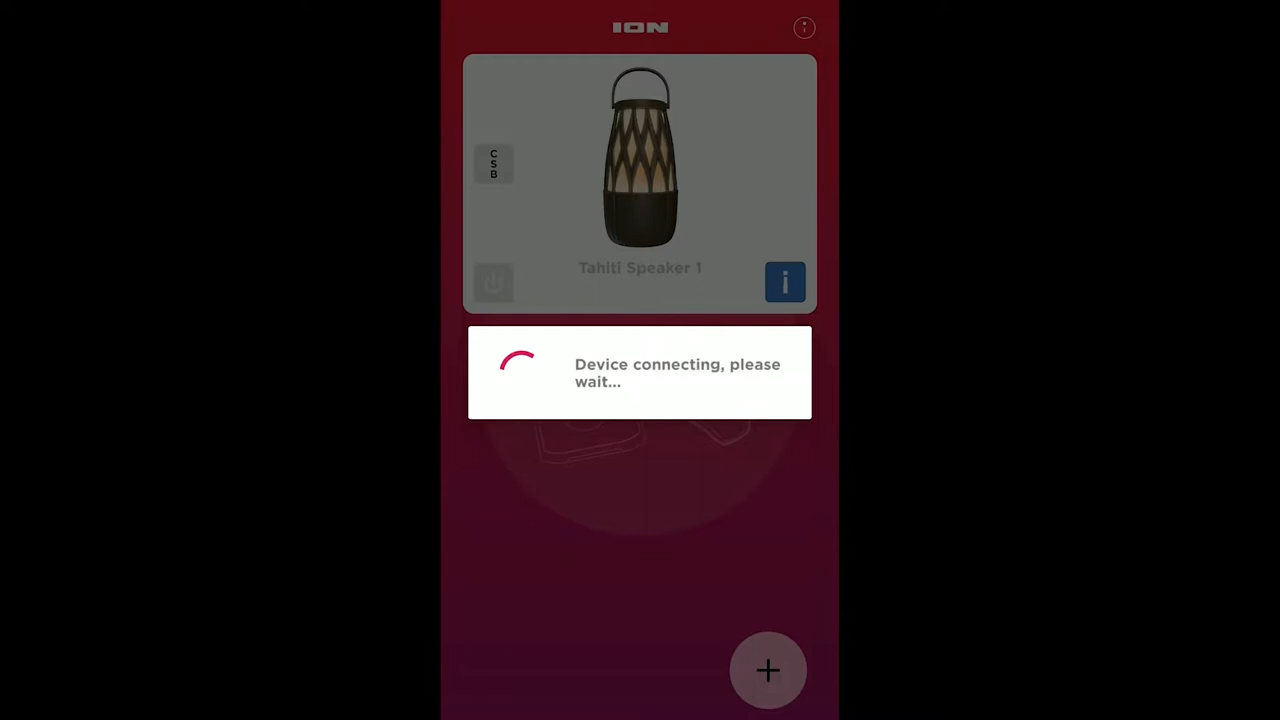 ION
C
S
B
Tahiti Speaker 1
i
Device connecting, please
wait...
+